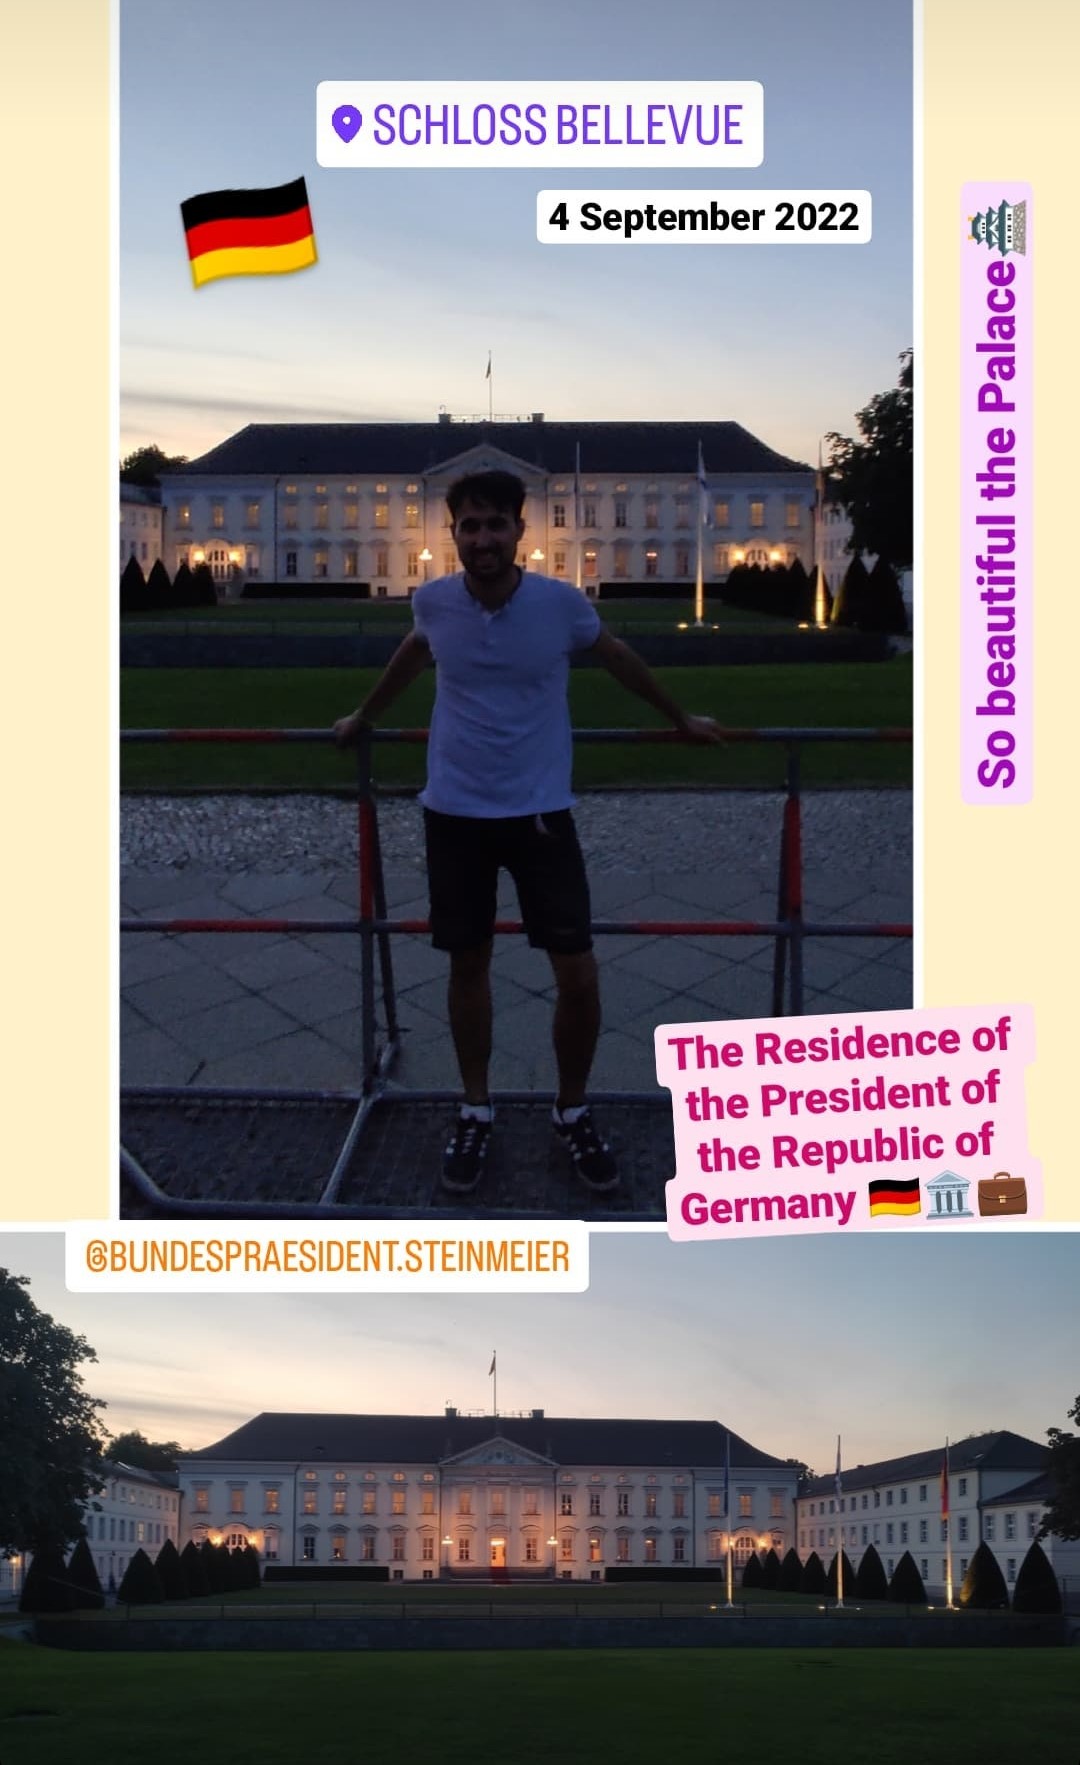 SCHLOSS BELLEVUE
4 September 2022
So beautiful the Palace
The Residence of
the President of
the Republic of
Germany
@BUNDESPRAESIDENT.STEINMEIER